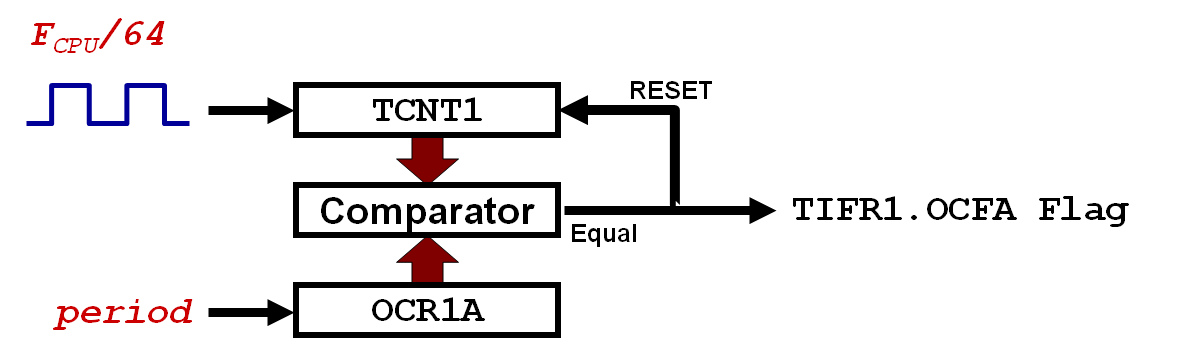 FCPU/64
RESET
TCNT1
Comparator
TIFR1.OCFA Flag
Equal
period
OCR1A